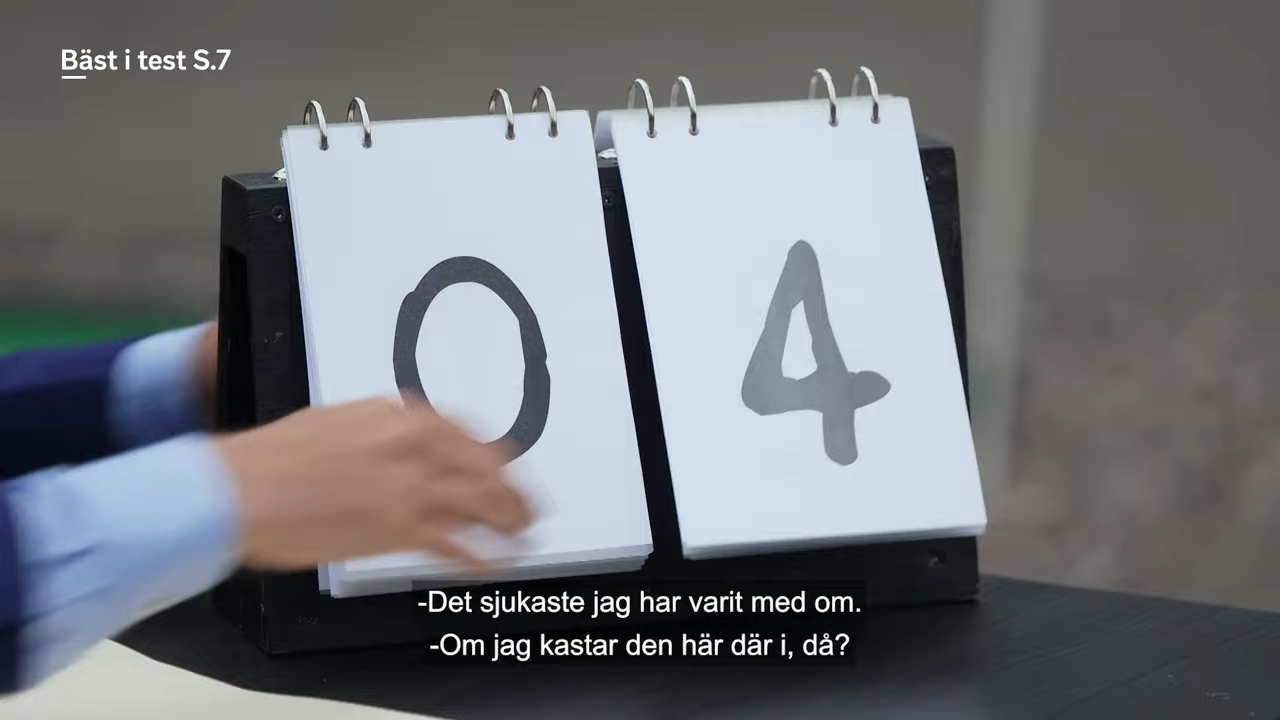 Bäst i test S.7
0 4
-Det sjukaste jag har varit med om.
-Om jag kastar den här där i, då?